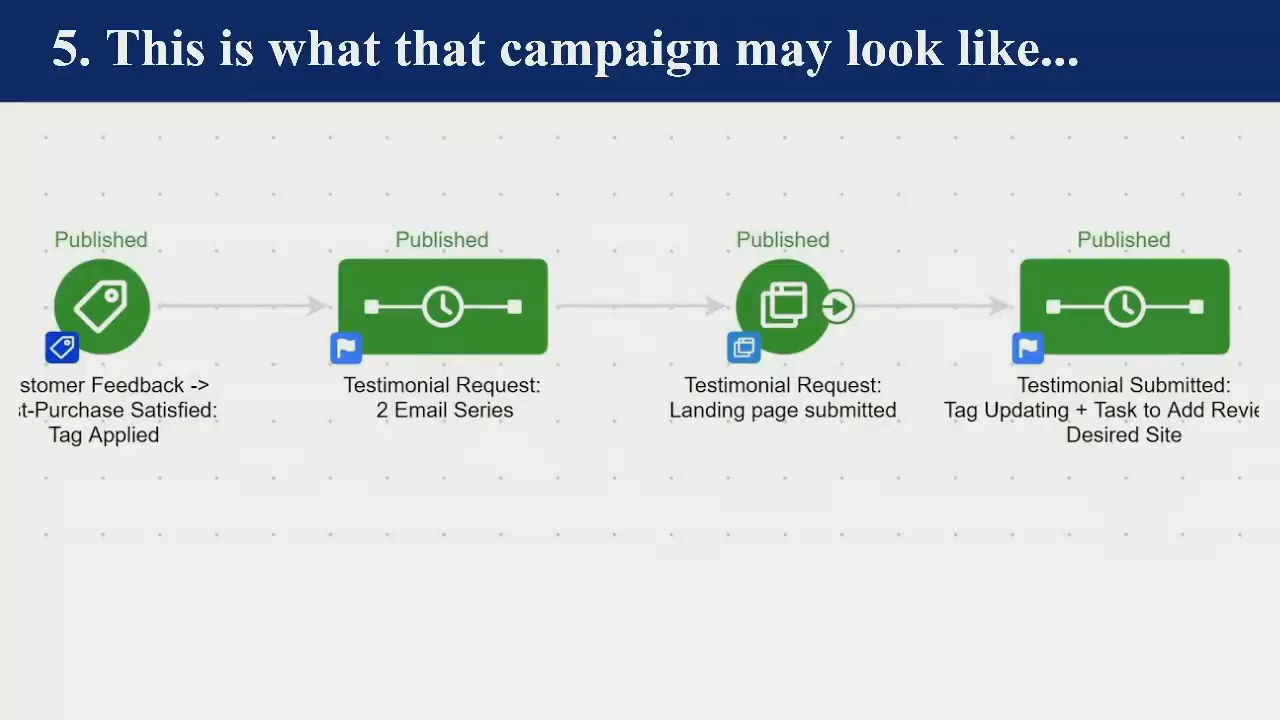 5. This is what that campaign may look like...
Published
Published
Published
Published
stomer Feedback ->
t-Purchase Satisfied:
Tag Applied
Testimonial Request:
2 Email Series
Testimonial Request:
Landing page submitted
Testimonial Submitted:
Tag Updating + Task to Add Revie
Desired Site